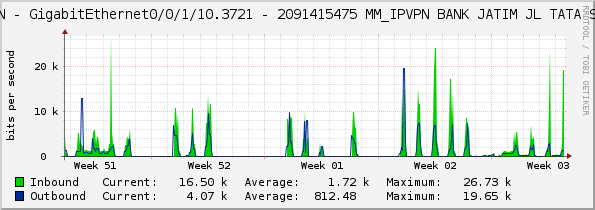 N - GigabitEthernet0/0/1/10.3721 - 2091415475 MM_IPVPN BANK JATIM JL TATA S
RRDTOOL / TOBI OETIKER
bits per second
20 k
10 k
0
Week 51 Week 52 Week 01 Week 02 Week 03
Inbound Current: 16.50 k Average: 1.72 k Maximum: 26.73 k
Outbound Current: 4.07 k Average: 812.48 Maximum: 19.65 k